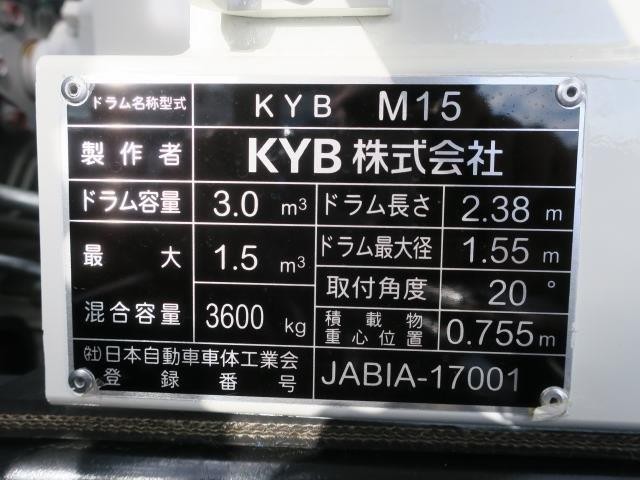 ドラム名称型式 KYB M15
製作者 KYB 株式会社
ドラム容量 3.0 m³ ドラム長さ 2.38 m
最大 1.5 m³ ドラム最大径 1.55 m
混合容量 3600 kg 取付角度 20°
積載物
重心位置 0.755m
(社)日本自動車車体工業会
登録番号 JABIA-17001